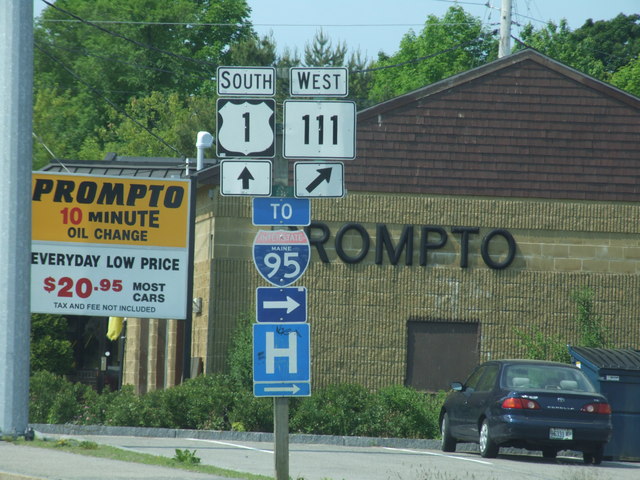 SOUTH
1
WEST
111
TO
INTERSTATE
MAINE
95
H
PROMPTO
10 MINUTE
OIL CHANGE
EVERYDAY LOW PRICE
$20.95 MOST CARS
TAX AND FEE NOT INCLUDED
ROMPTO